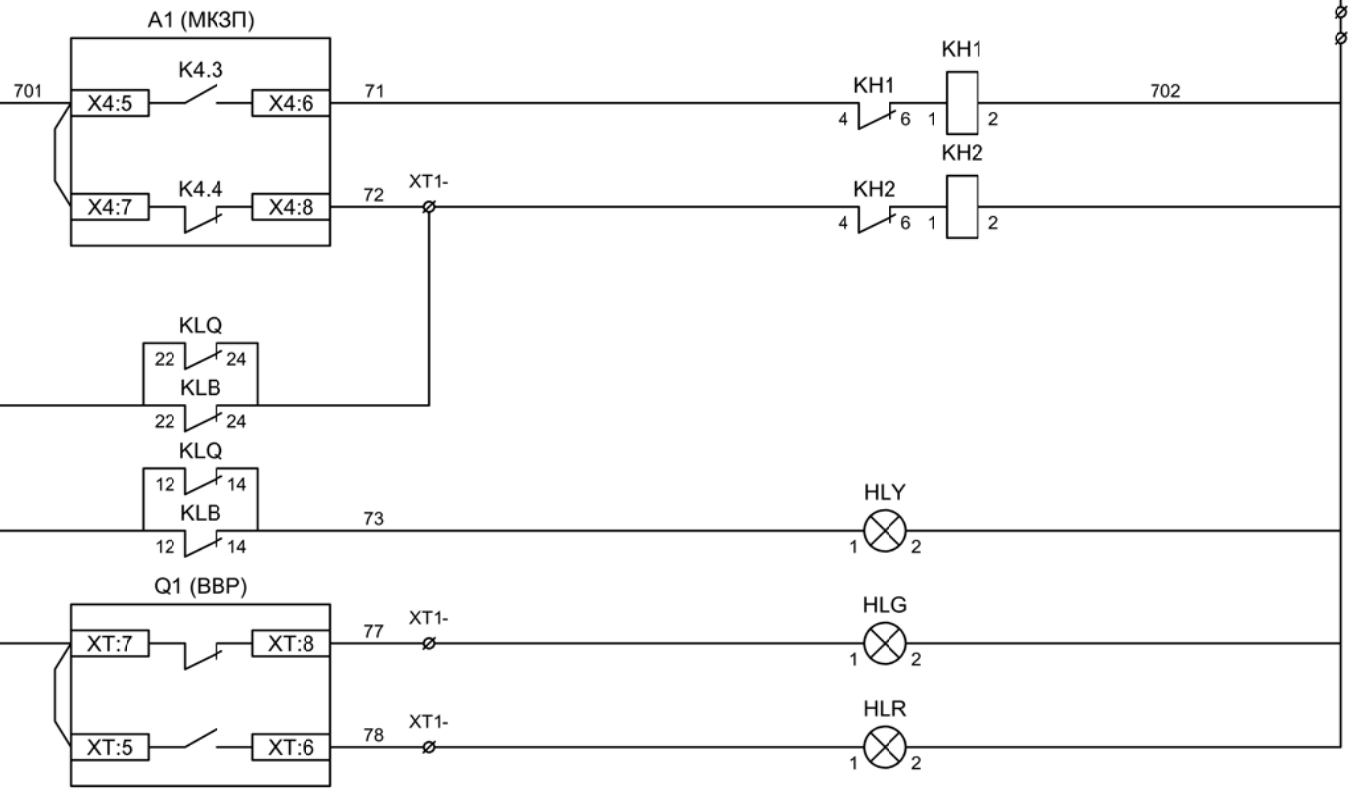 A1 (МКЗП)
KH1
K4.3
701
X4:5
X4:6
71
KH1
702
4
6
1
2
KH2
K4.4
XT1-
KH2
X4:7
X4:8
72
4
6
1
2
KLQ
22
24
KLB
22
24
KLQ
12
14
HLY
KLB
73
12
14
1
2
Q1 (ВВР)
HLG
XT1-
XT:7
XT:8
77
1
2
HLR
XT1-
XT:5
XT:6
78
1
2